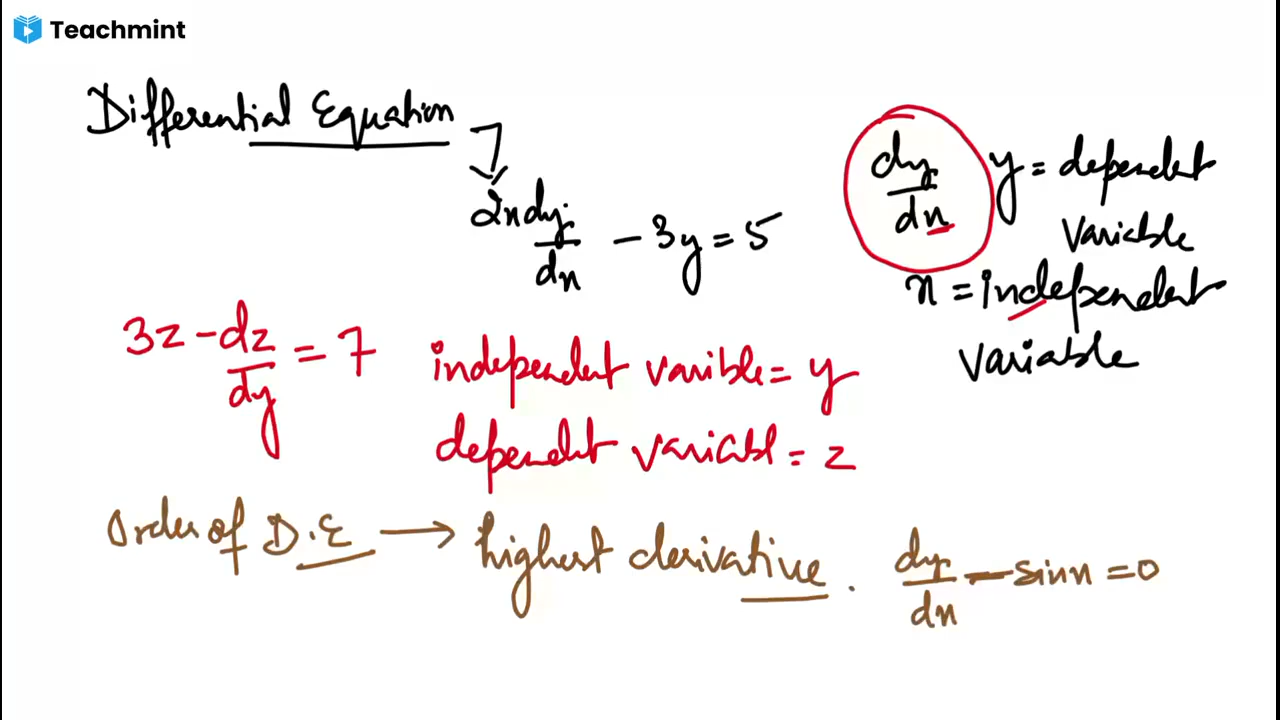 Teachmint
Differential Equation
2x dy/dx - 3y = 5
dy/dx y = dependent
variable
x = independent
variable
3z - dz/dy = 7
independent varible = y
dependent variabl = z
Order of D.E → highest derivative. dy/dx - sinx = 0